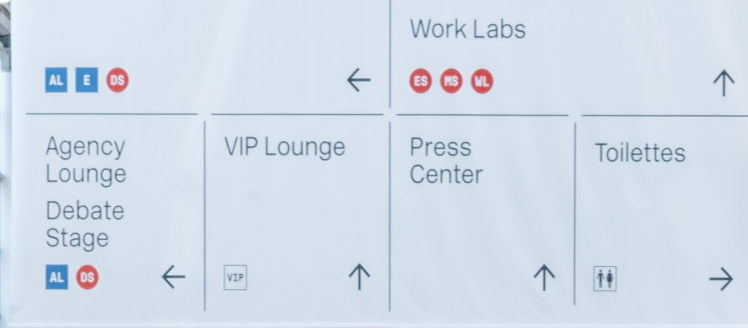 Work Labs
AL E DS
ES MS WL
Agency
Lounge
Debate
Stage
AL DS
VIP Lounge
VIP
Press
Center
Toilettes